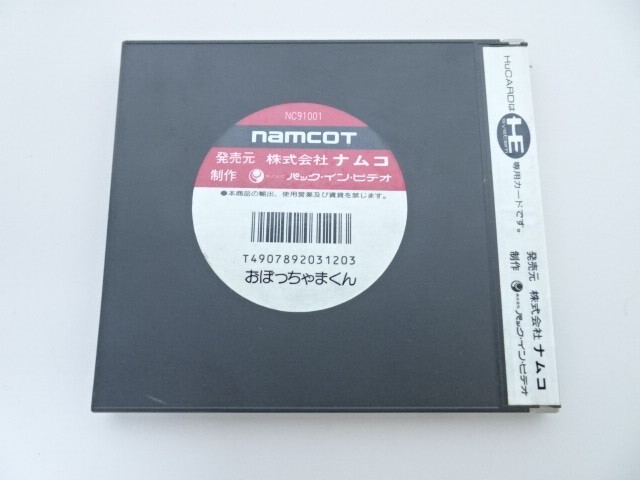 NC91001
namcot
発売元 株式会社 ナムコ
制作 パック・イン・ビデオ
●本商品の輸出、使用営業及び賃貸を禁じます。
T4907892031203
おぼっちゃまくん
HuCARDは
HE
専用カードです。
発売元 株式会社 ナムコ
制作 パック・イン・ビデオ